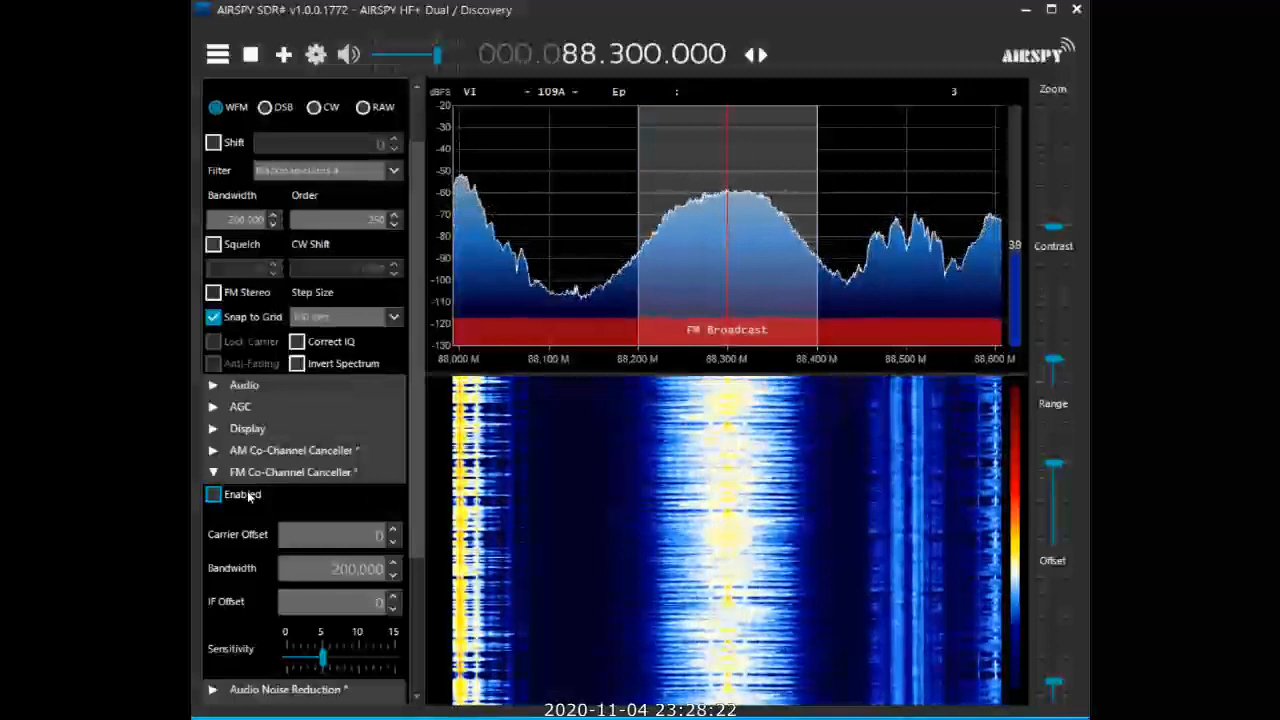 AIRSPY SDR# v1.0.0.1772 - AIRSPY HF+ Dual / Discovery
000.088.300.000
AIRSPY
WFM DSB CW RAW
Shift 0
Filter
Bandwidth Order
200,000 250
Squelch CW Shift
FM Stereo Step Size
Snap to Grid
Lock Carrier Correct IQ
Anti-Fading Invert Spectrum
Audio
AGC
Display
AM Co-Channel Canceller *
FM Co-Channel Canceller *
Enabled
Carrier Offset 0
Bandwidth 200,000
IF Offset 0
0 5 10 15
Sensitivity
Audio Noise Reduction *
dBFS VI - 109A - Ep : 3
-20
-30
-40
-50
-60
-70
-80
-90
-100
-110
-120
-130
FM Broadcast
88,000 M 88,100 M 88,200 M 88,300 M 88,400 M 88,500 M 88,600 M
Zoom
Contrast
Range
Offset
2020-11-04 23:28:22